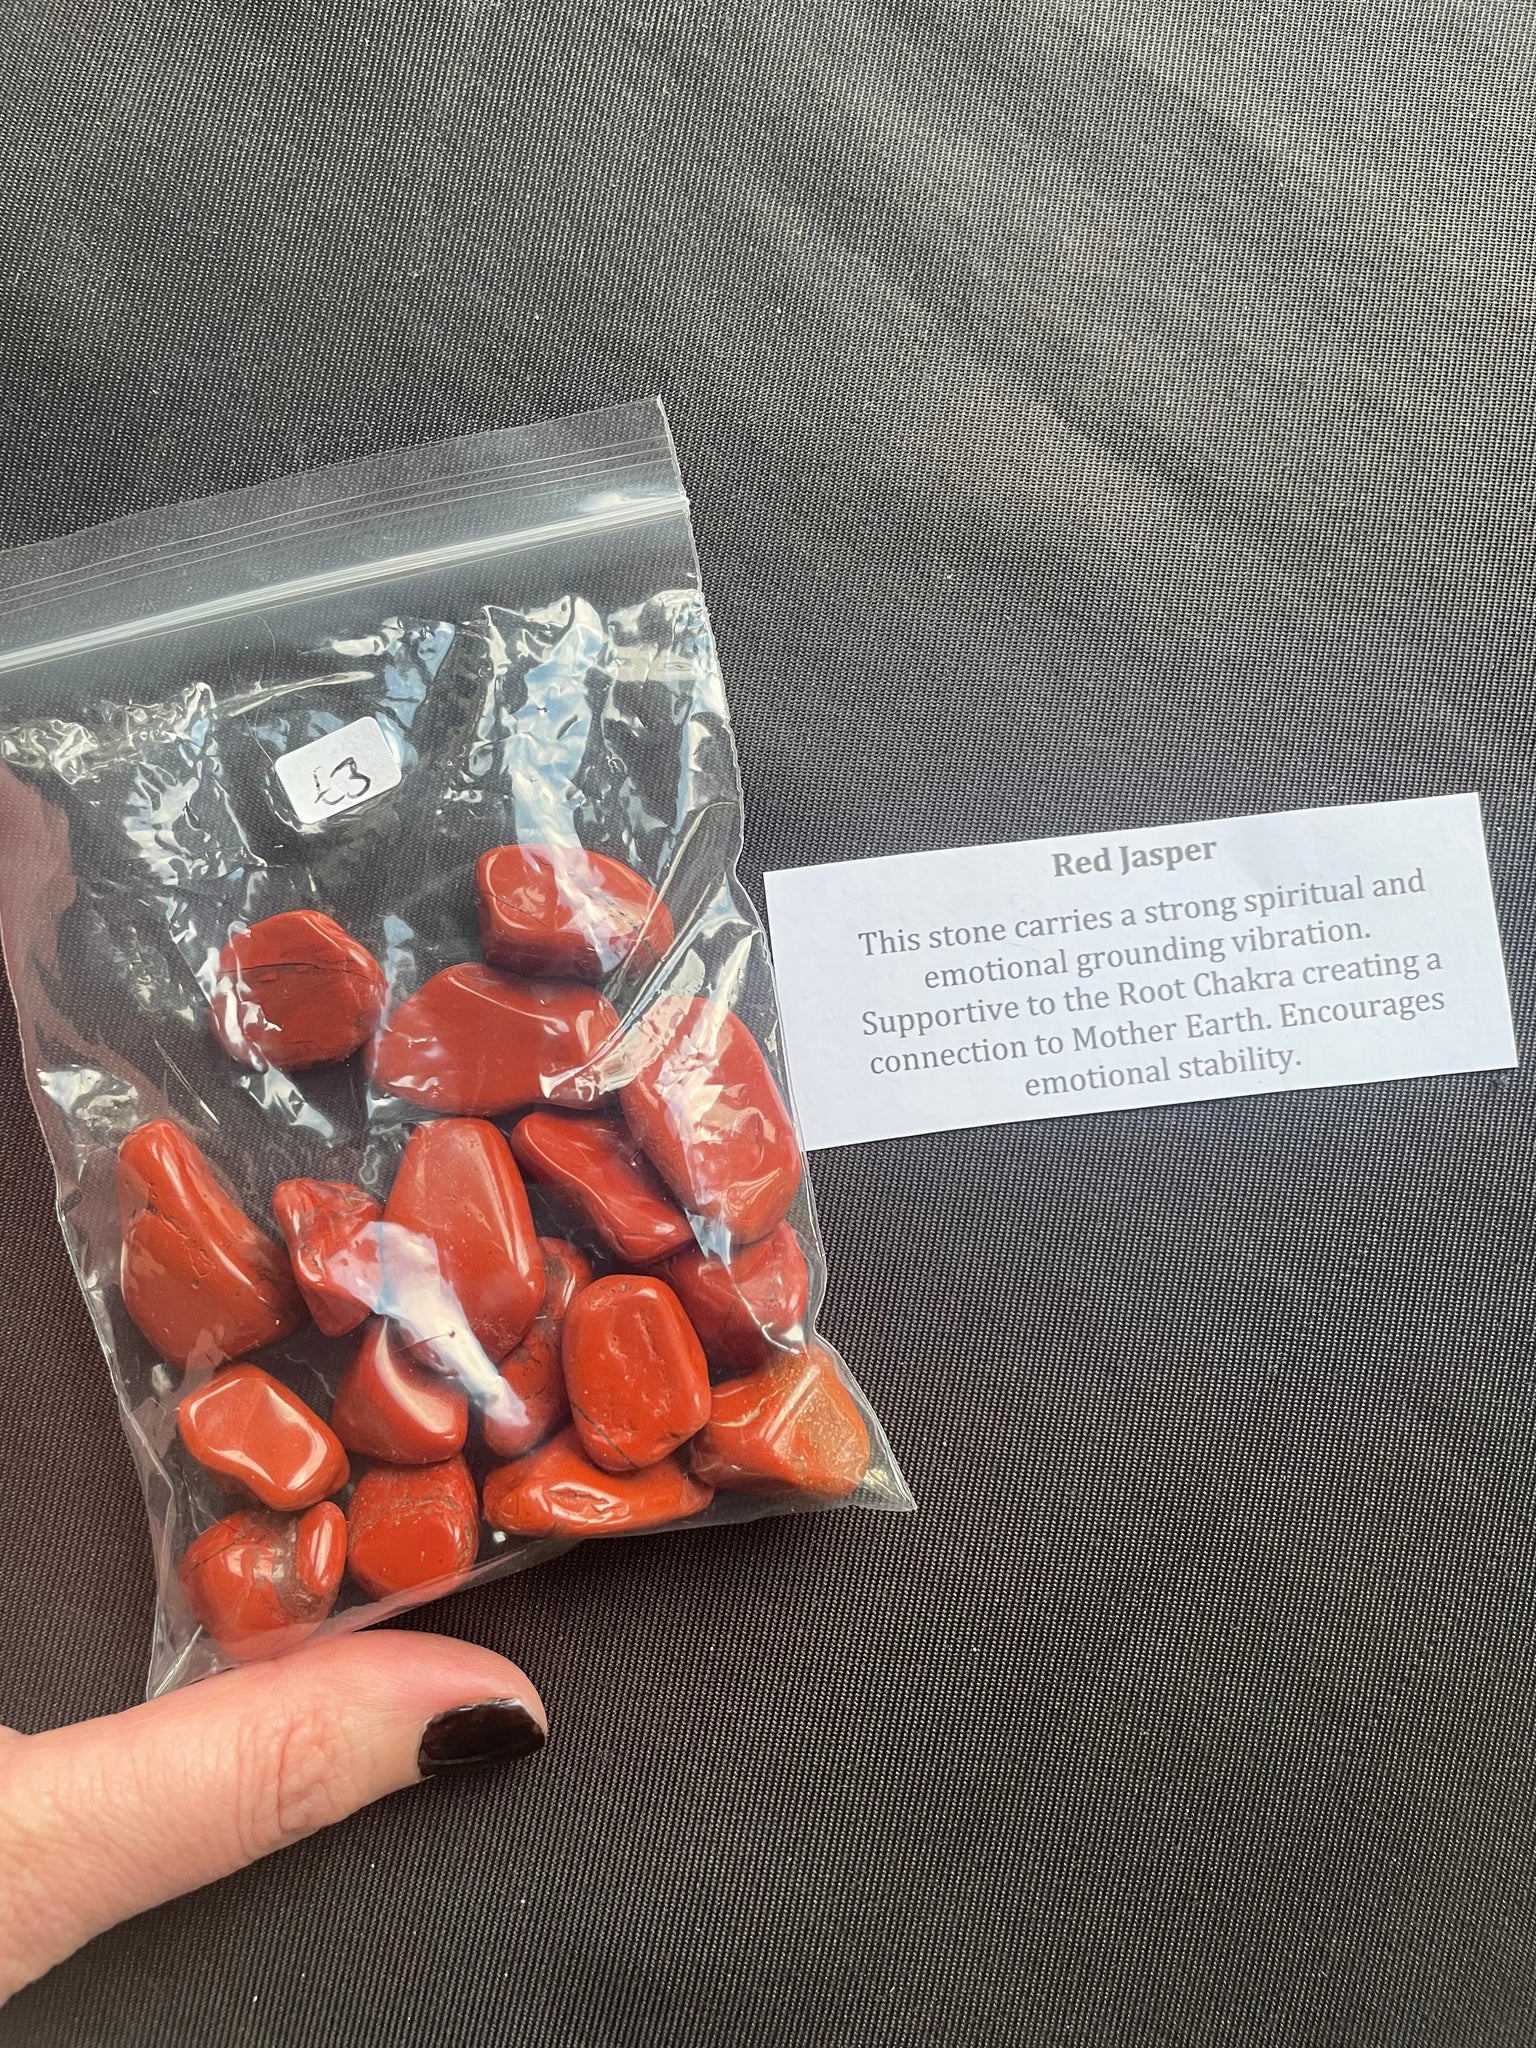 £3
Red Jasper
This stone carries a strong spiritual and
emotional grounding vibration.
Supportive to the Root Chakra creating a
connection to Mother Earth. Encourages
emotional stability.